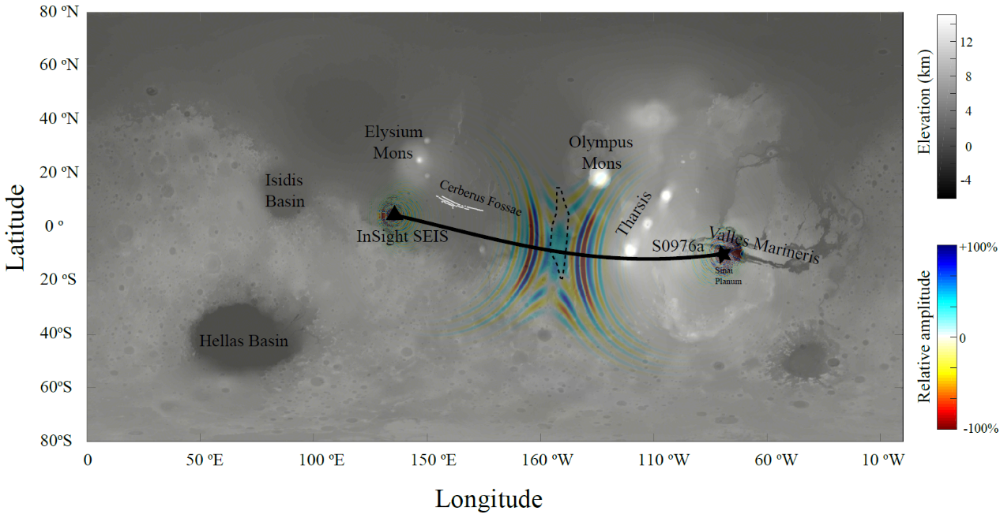 80 ºN
60 ºN
40 ºN
20 ºN
0 º
20 ºS
40ºS
60ºS
80ºS
Latitude
0
50 ºE
100 ºE
150 ºE
160 ºW
110 ºW
60 ºW
10 ºW
Longitude
Elysium
Mons
Olympus
Mons
Isidis
Basin
Cerberus Fossae
InSight SEIS
Tharsis
S0976a
Valles Marineris
Sinai
Planum
Hellas Basin
Elevation (km)
12
8
4
0
-4
Relative amplitude
+100%
0
-100%